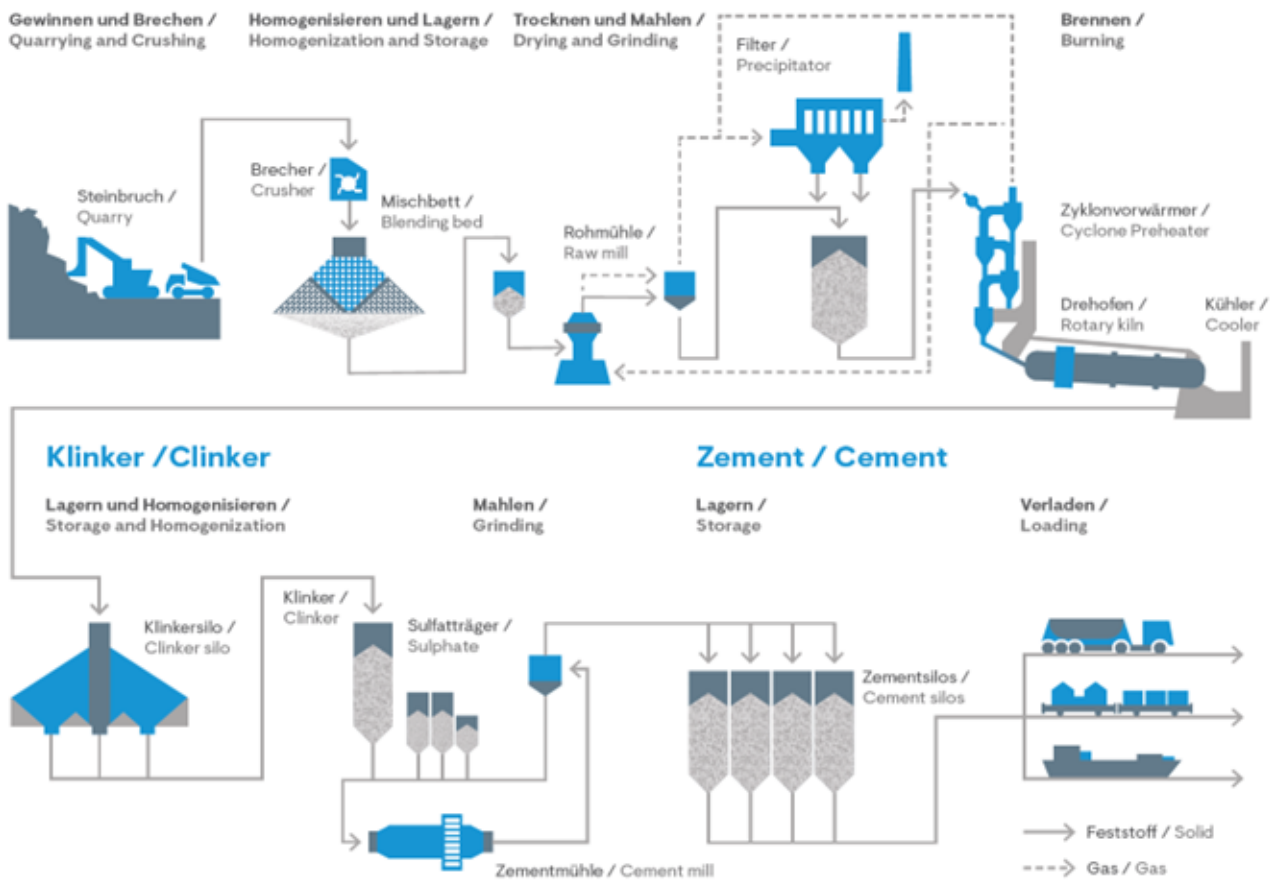 Gewinnen und Brechen /
Quarrying and Crushing
Homogenisieren und Lagern /
Homogenization and Storage
Trocknen und Mahlen /
Drying and Grinding
Brennen /
Burning
Filter /
Precipitator
Brecher /
Crusher
Steinbruch /
Quarry
Mischbett /
Blending bed
Rohmühle /
Raw mill
Zyklonvorwärmer /
Cyclone Preheater
Drehofen /
Rotary kiln
Kühler /
Cooler
Klinker /Clinker
Zement / Cement
Lagern und Homogenisieren /
Storage and Homogenization
Mahlen /
Grinding
Lagern /
Storage
Verladen /
Loading
Klinkersilo /
Clinker silo
Klinker /
Clinker
Sulfatträger /
Sulphate
Zementsilos /
Cement silos
Zementmühle / Cement mill
Feststoff / Solid
Gas / Gas